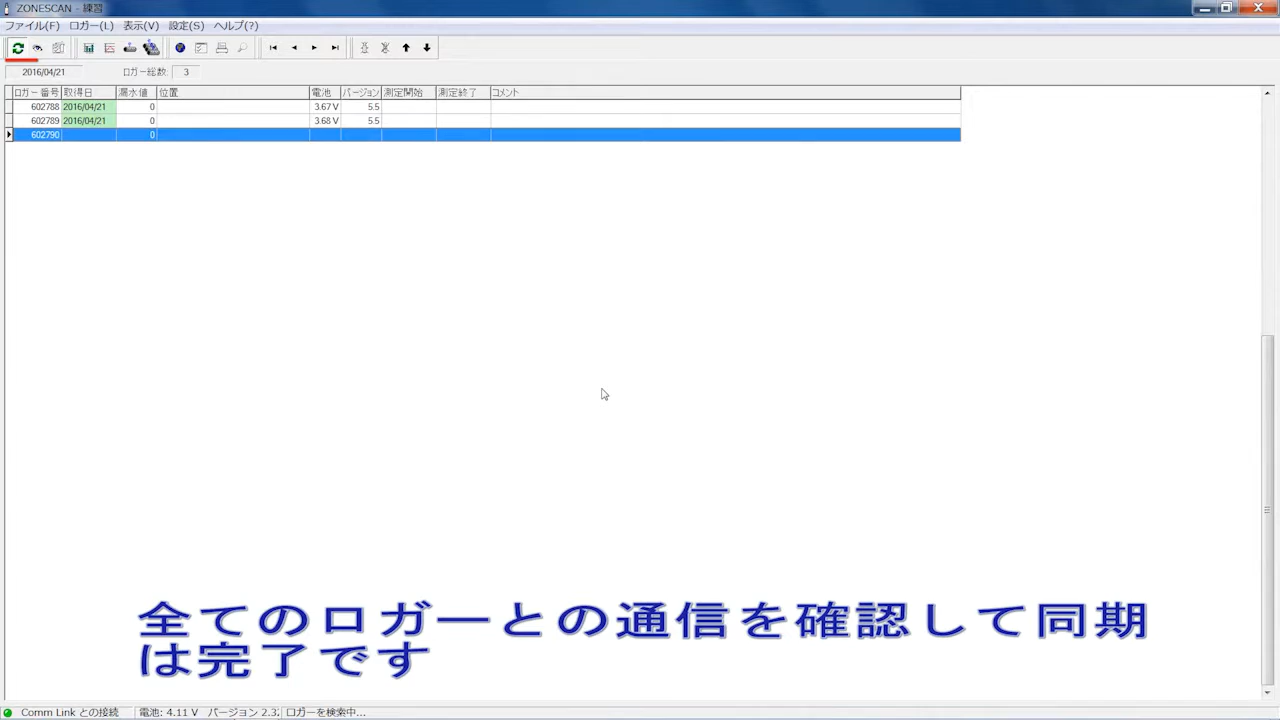 ZONESCAN - 練習
ファイル(F) ロガー(L) 表示(V) 設定(S) ヘルプ(?)
2016/04/21 ロガー総数: 3
ロガー番号 取得日 漏水値 位置 電池 バージョン 測定開始 測定終了 コメント
602788 2016/04/21 0 3.67 V 5.5
602789 2016/04/21 0 3.68 V 5.5
602790 0
全てのロガーとの通信を確認して同期
は完了です
Comm Link との接続 電池: 4.11 V バージョン 2.3; ロガーを検索中...